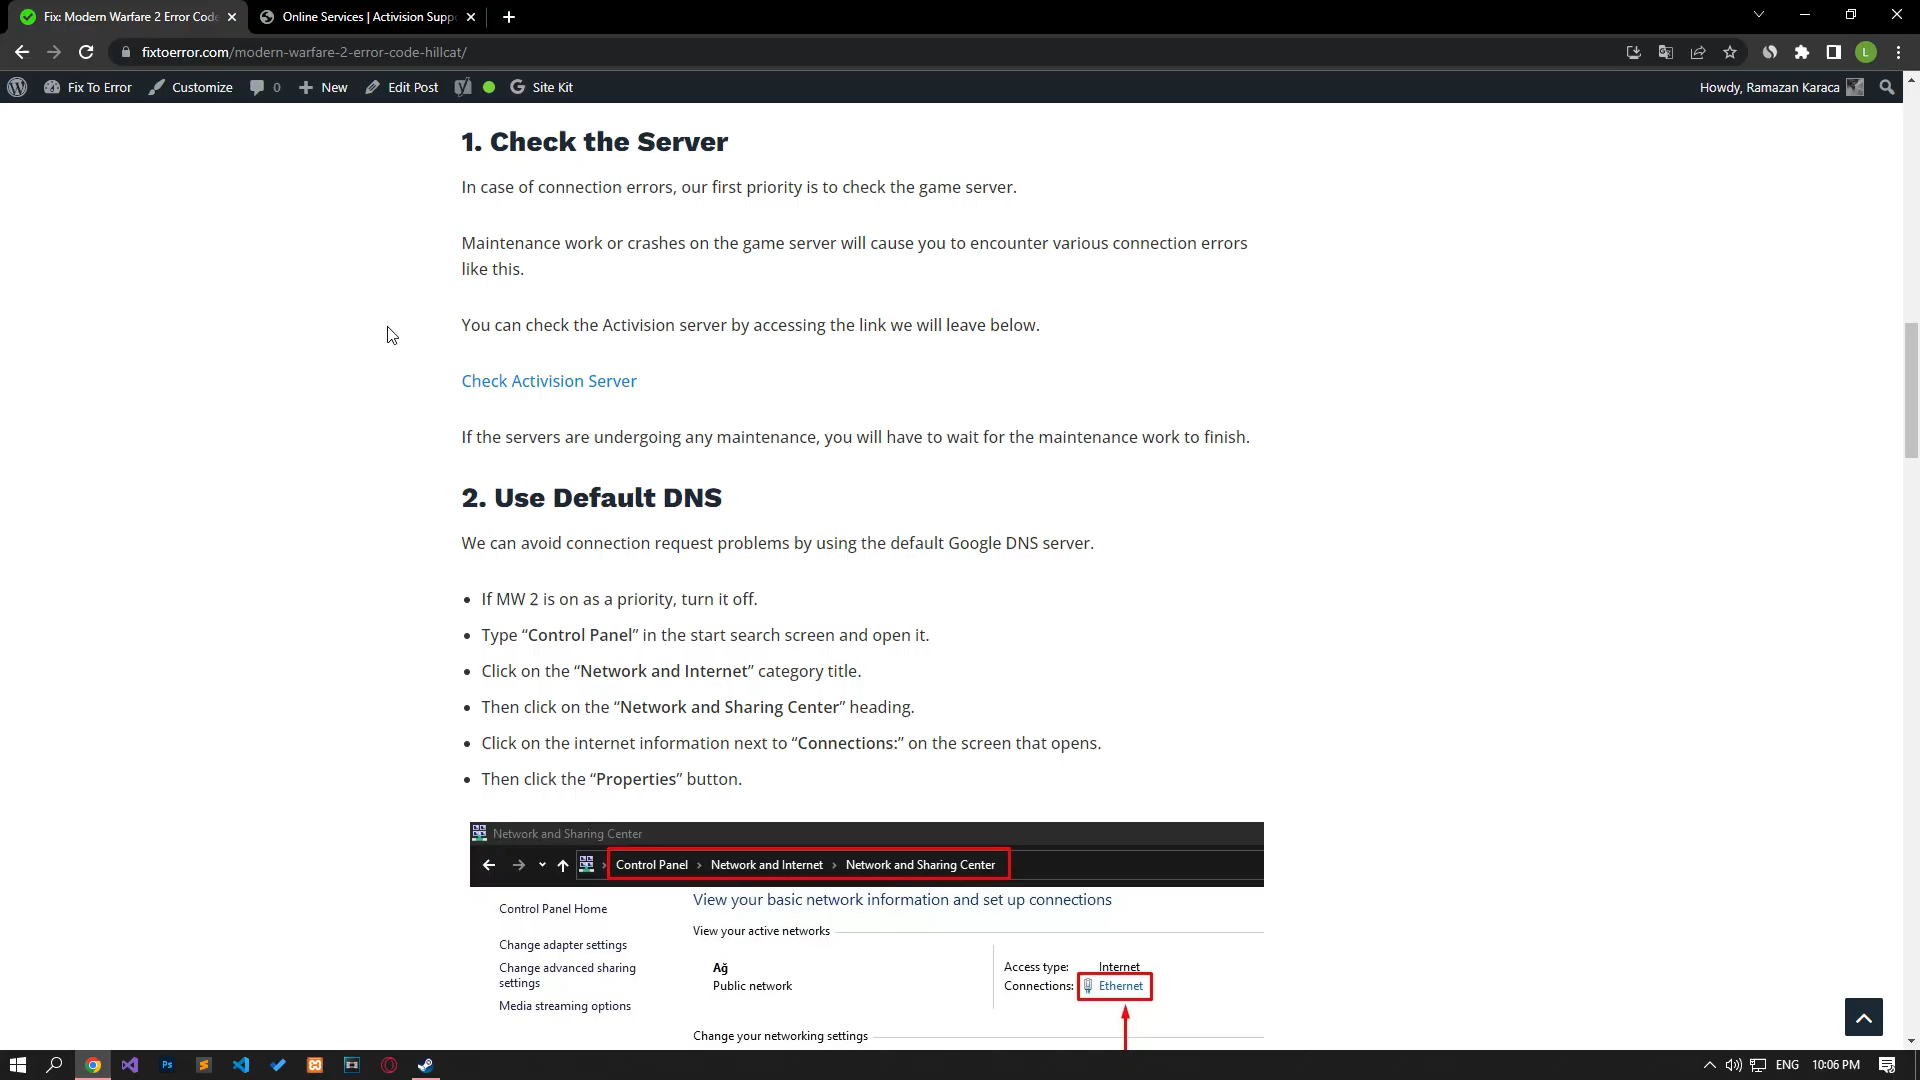 Fix: Modern Warfare 2 Error Code
Online Services | Activision Supp
fixtoerror.com/modern-warfare-2-error-code-hillcat/
L
Fix To Error
Customize
0
New
Edit Post
Site Kit
Howdy, Ramazan Karaca
1. Check the Server
In case of connection errors, our first priority is to check the game server.
Maintenance work or crashes on the game server will cause you to encounter various connection errors
like this.
You can check the Activision server by accessing the link we will leave below.
Check Activision Server
If the servers are undergoing any maintenance, you will have to wait for the maintenance work to finish.
2. Use Default DNS
We can avoid connection request problems by using the default Google DNS server.
• If MW 2 is on as a priority, turn it off.
• Type “Control Panel” in the start search screen and open it.
• Click on the “Network and Internet” category title.
• Then click on the “Network and Sharing Center” heading.
• Click on the internet information next to “Connections:” on the screen that opens.
• Then click the “Properties” button.
Network and Sharing Center
Control Panel › Network and Internet › Network and Sharing Center
Control Panel Home
Change adapter settings
Change advanced sharing
settings
Media streaming options
View your basic network information and set up connections
View your active networks
Ağ
Public network
Access type: Internet
Connections: Ethernet
Change your networking settings
Ps
ENG
10:06 PM